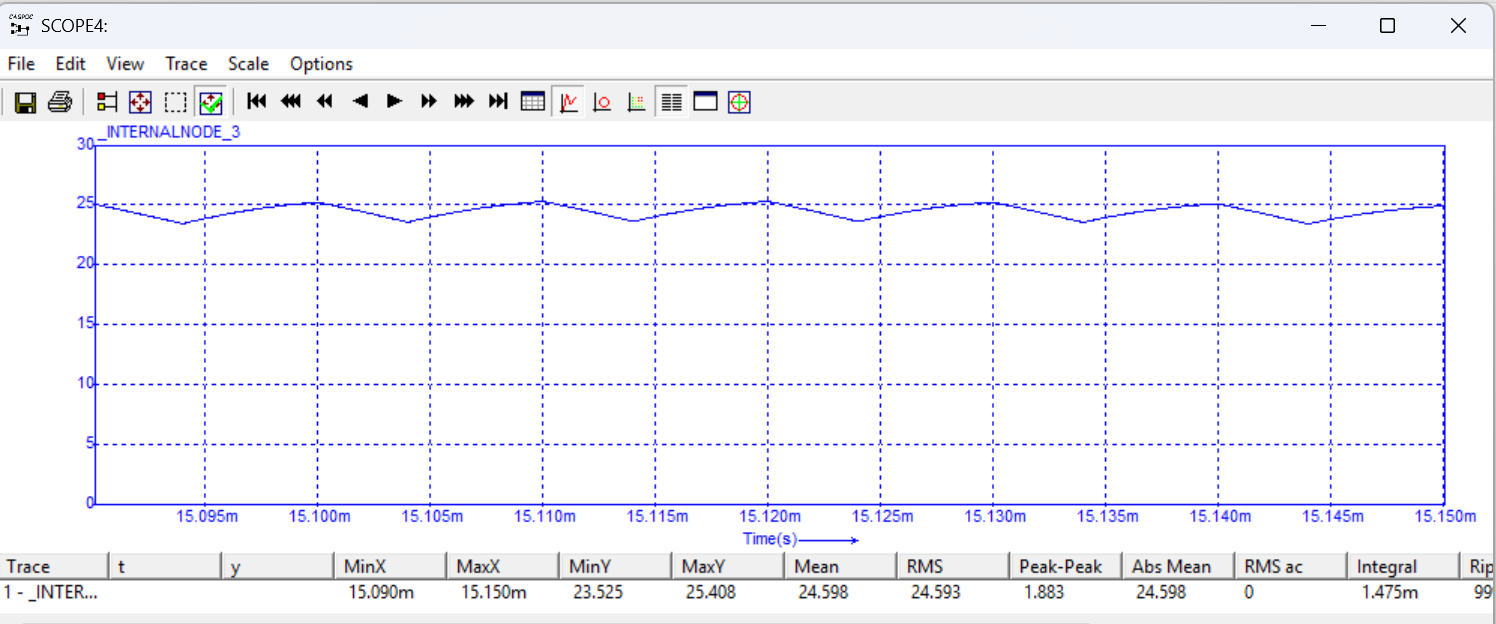 CASPOC
SCOPE4:
File Edit View Trace Scale Options
_INTERNALNODE_3
30
25
20
15
10
5
0
15.095m 15.100m 15.105m 15.110m 15.115m 15.120m 15.125m 15.130m 15.135m 15.140m 15.145m 15.150m
Time(s)
Trace t y MinX MaxX MinY MaxY Mean RMS Peak-Peak Abs Mean RMS ac Integral Rip
1 - _INTER... 15.090m 15.150m 23.525 25.408 24.598 24.593 1.883 24.598 0 1.475m 99